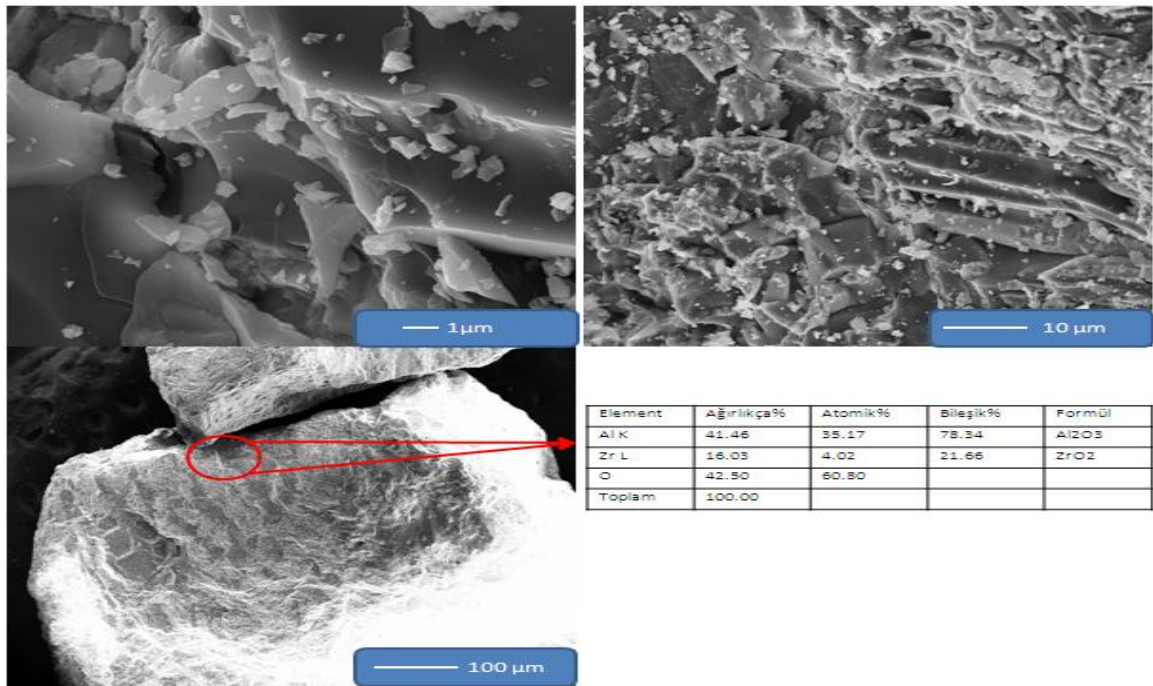 1μm
10 μm
100 μm
Element Ağırlıkça% Atomik% Bileşik% Formül
Al K 41.46 35.17 78.34 Al2O3
Zr L 16.03 4.02 21.66 ZrO2
O 42.50 60.80
Toplam 100.00